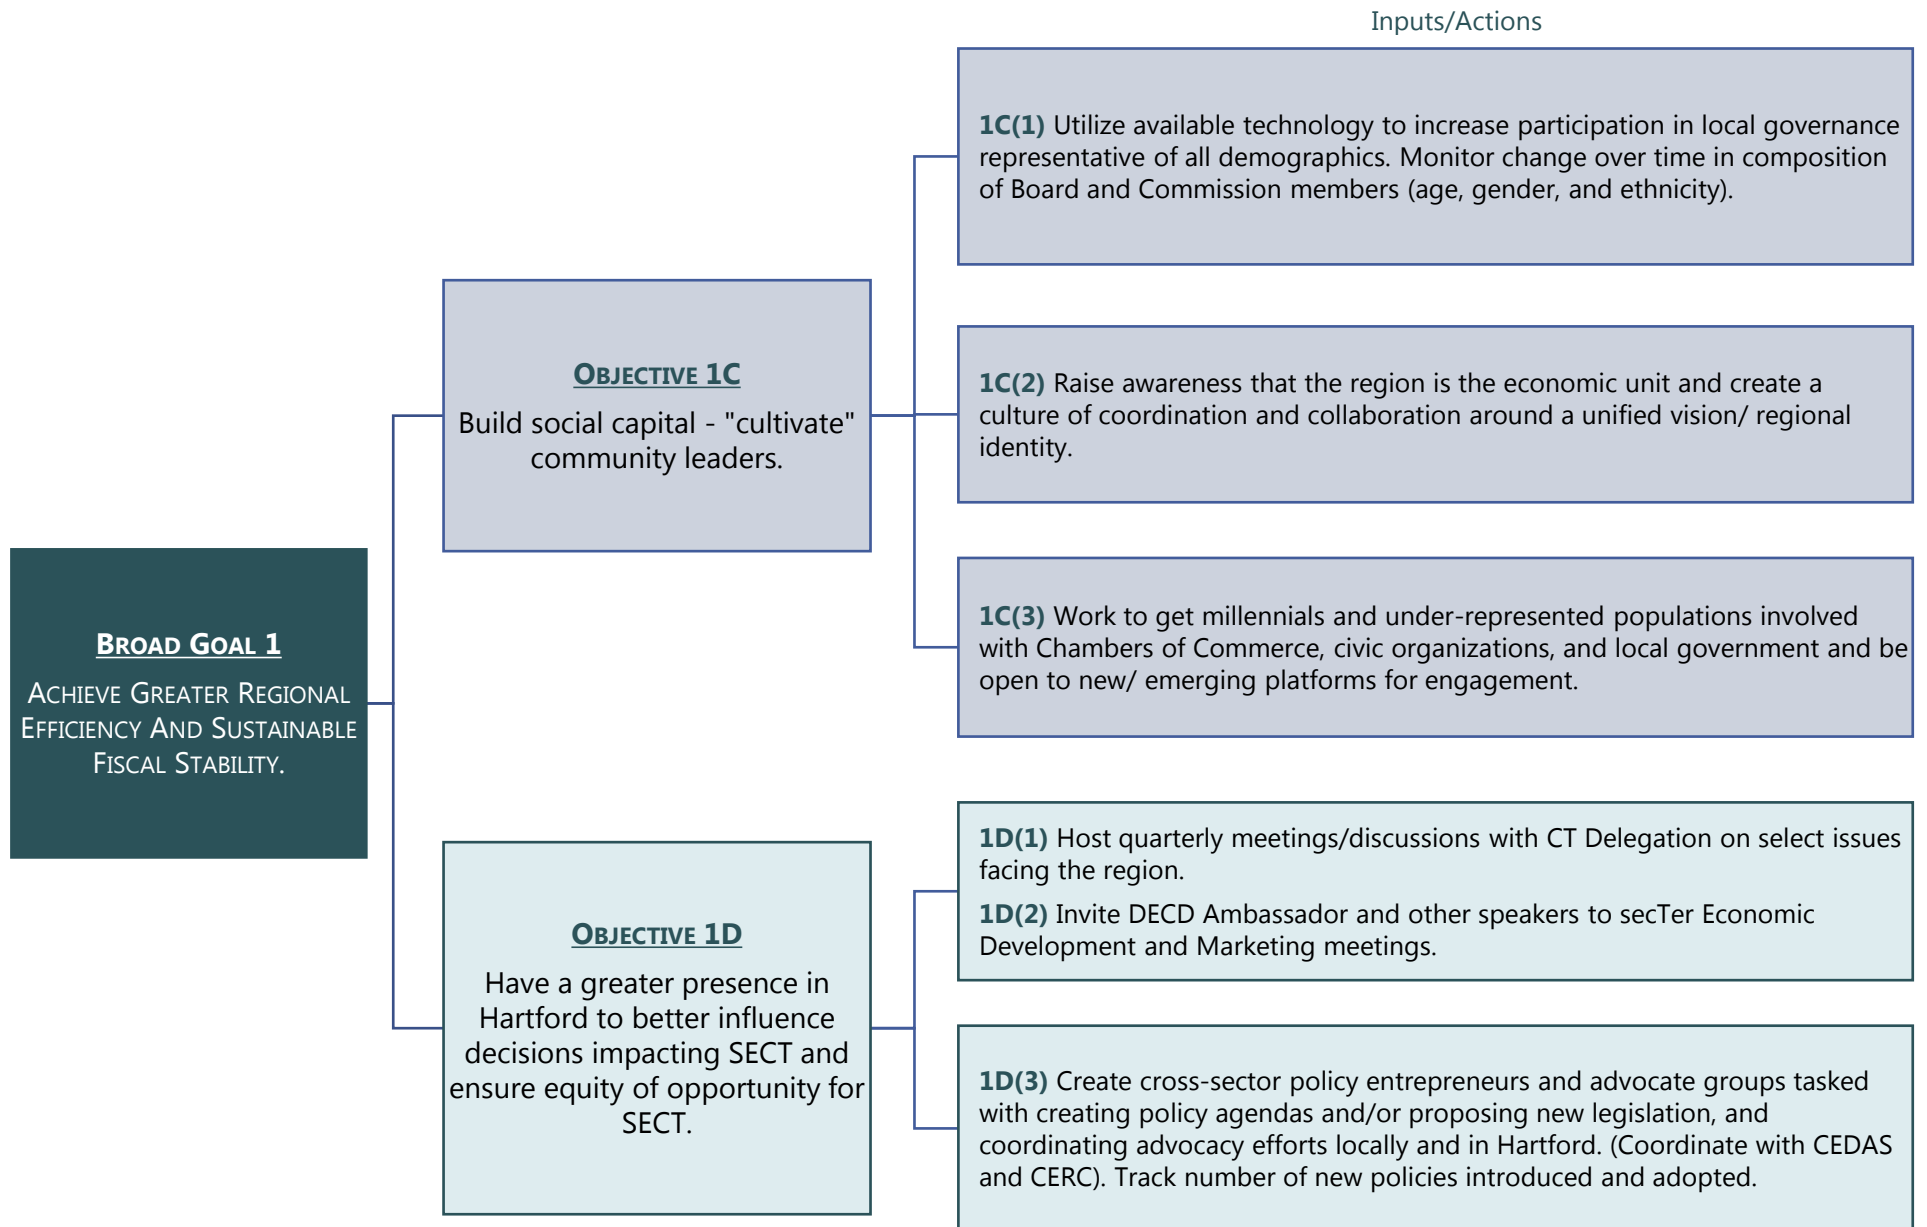 Inputs/Actions
1C(1) Utilize available technology to increase participation in local governance
representative of all demographics. Monitor change over time in composition
of Board and Commission members (age, gender, and ethnicity).
OBJECTIVE 1C
Build social capital - "cultivate"
community leaders.
1C(2) Raise awareness that the region is the economic unit and create a
culture of coordination and collaboration around a unified vision/ regional
identity.
1C(3) Work to get millennials and under-represented populations involved
with Chambers of Commerce, civic organizations, and local government and be
open to new/ emerging platforms for engagement.
BROAD GOAL 1
ACHIEVE GREATER REGIONAL
EFFICIENCY AND SUSTAINABLE
FISCAL STABILITY.
OBJECTIVE 1D
Have a greater presence in
Hartford to better influence
decisions impacting SECT and
ensure equity of opportunity for
SECT.
1D(1) Host quarterly meetings/discussions with CT Delegation on select issues
facing the region.
1D(2) Invite DECD Ambassador and other speakers to secTer Economic
Development and Marketing meetings.
1D(3) Create cross-sector policy entrepreneurs and advocate groups tasked
with creating policy agendas and/or proposing new legislation, and
coordinating advocacy efforts locally and in Hartford. (Coordinate with CEDAS
and CERC). Track number of new policies introduced and adopted.